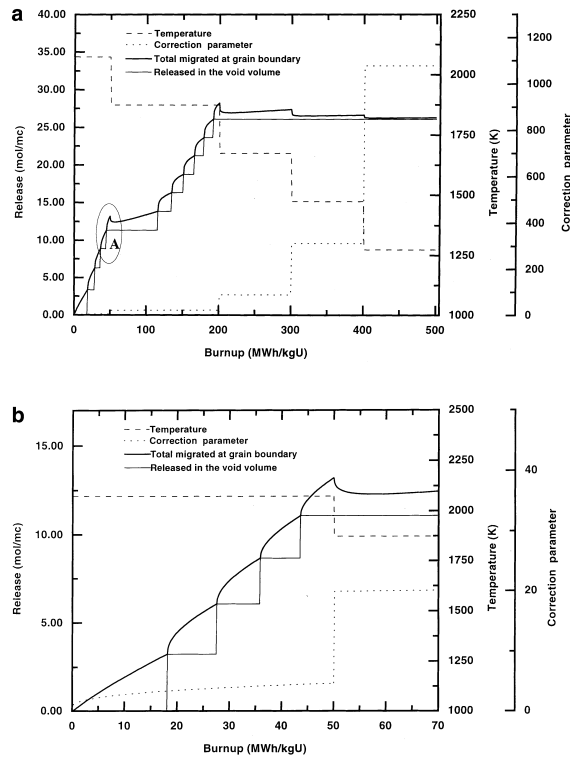 a
40.00
35.00
30.00
25.00
20.00
15.00
10.00
5.00
0.00
Release (mol/mc)
Temperature
Correction parameter
Total migrated at grain boundary
Released in the void volume
A
0
100
200
300
400
500
Burnup (MWh/kgU)
2250
2000
1750
1500
1250
1000
Temperature (K)
1200
1000
800
600
400
200
0
Correction parameter
b
15.00
10.00
5.00
0.00
Release (mol/mc)
Temperature
Correction parameter
Total migrated at grain boundary
Released in the void volume
0
10
20
30
40
50
60
70
Burnup (MWh/kgU)
2500
2250
2000
1750
1500
1250
1000
Temperature (K)
40
20
0
Correction parameter